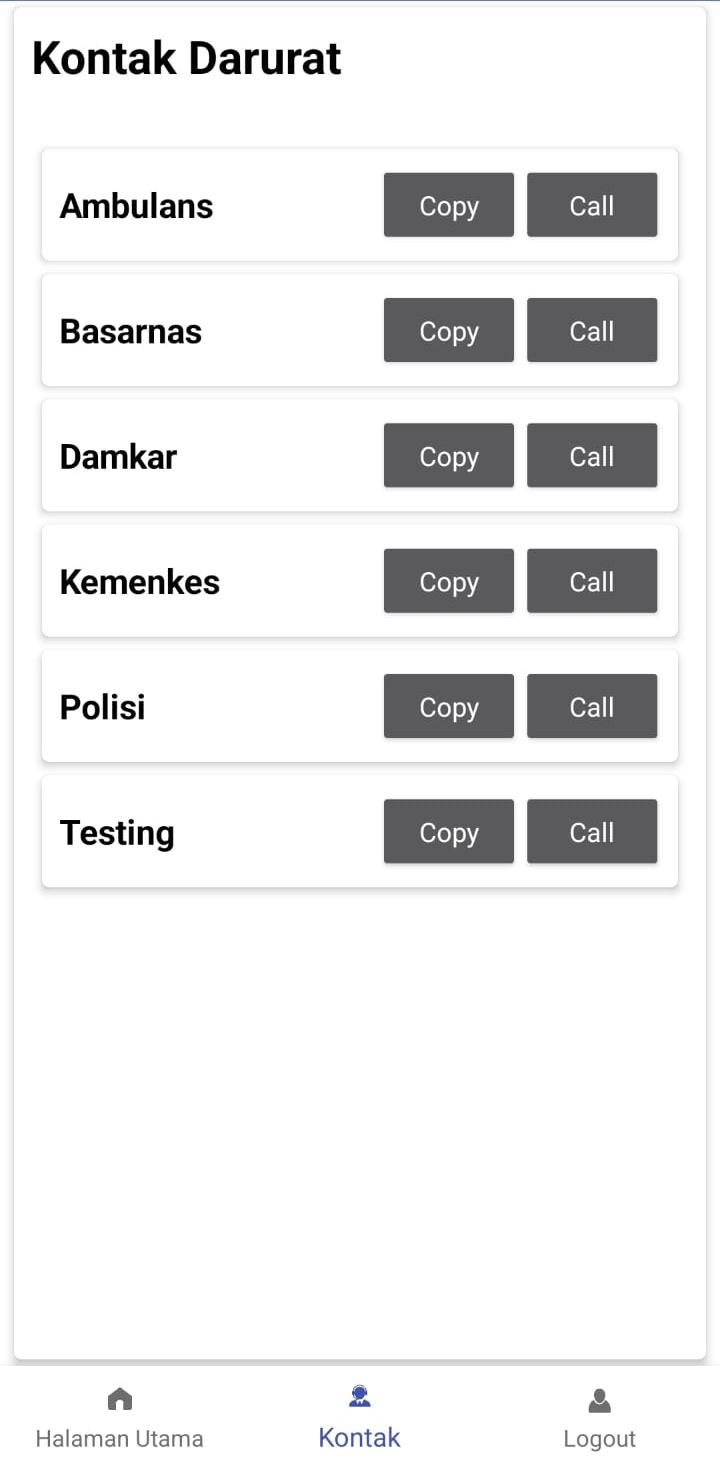 Kontak Darurat
Ambulans Copy Call
Basarnas Copy Call
Damkar Copy Call
Kemenkes Copy Call
Polisi Copy Call
Testing Copy Call
Halaman Utama Kontak Logout